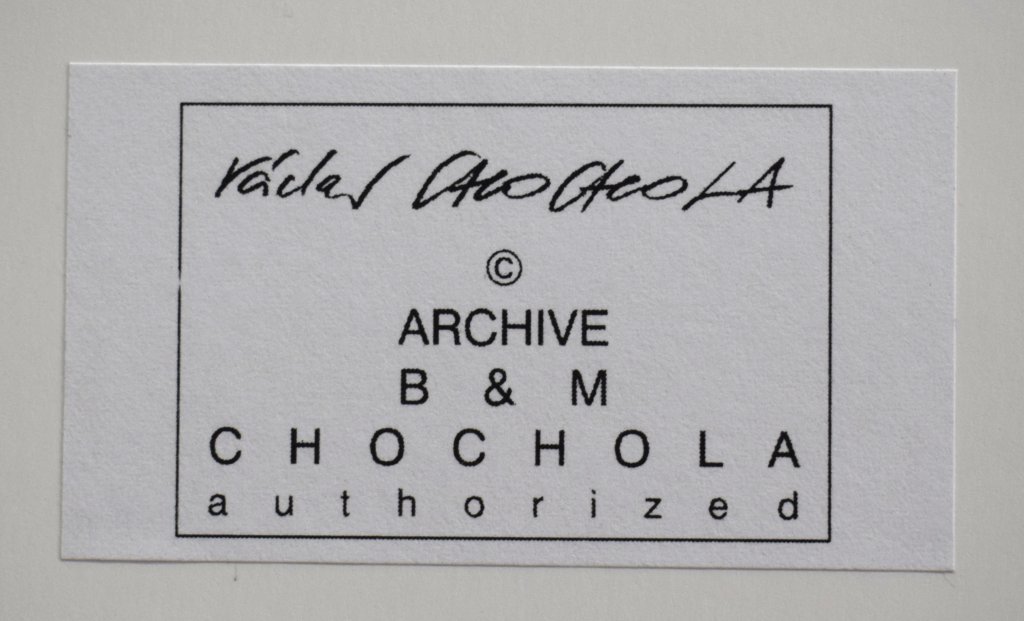 Václav CHOCHOLA
©
ARCHIVE
B & M
CHOCHOLA
authorized